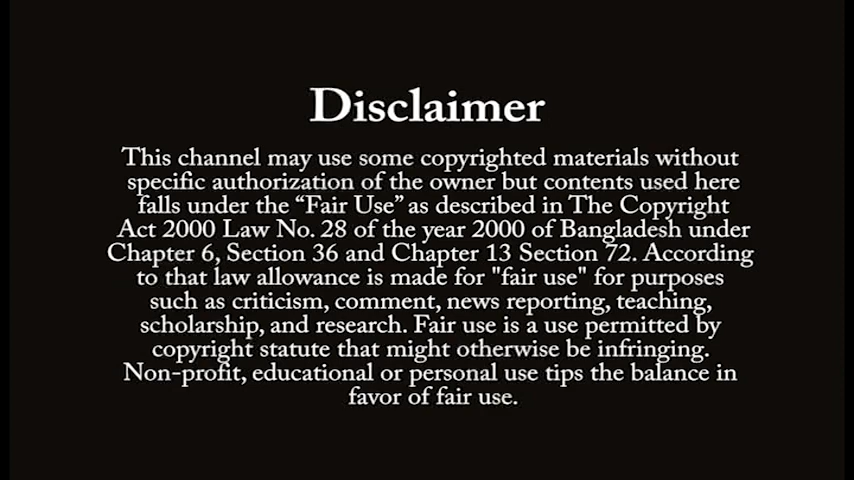 Disclaimer
This channel may use some copyrighted materials without
specific authorization of the owner but contents used here
falls under the “Fair Use” as described in The Copyright
Act 2000 Law No. 28 of the year 2000 of Bangladesh under
Chapter 6, Section 36 and Chapter 13 Section 72. According
to that law allowance is made for "fair use" for purposes
such as criticism, comment, news reporting, teaching,
scholarship, and research. Fair use is a use permitted by
copyright statute that might otherwise be infringing.
Non-profit, educational or personal use tips the balance in
favor of fair use.